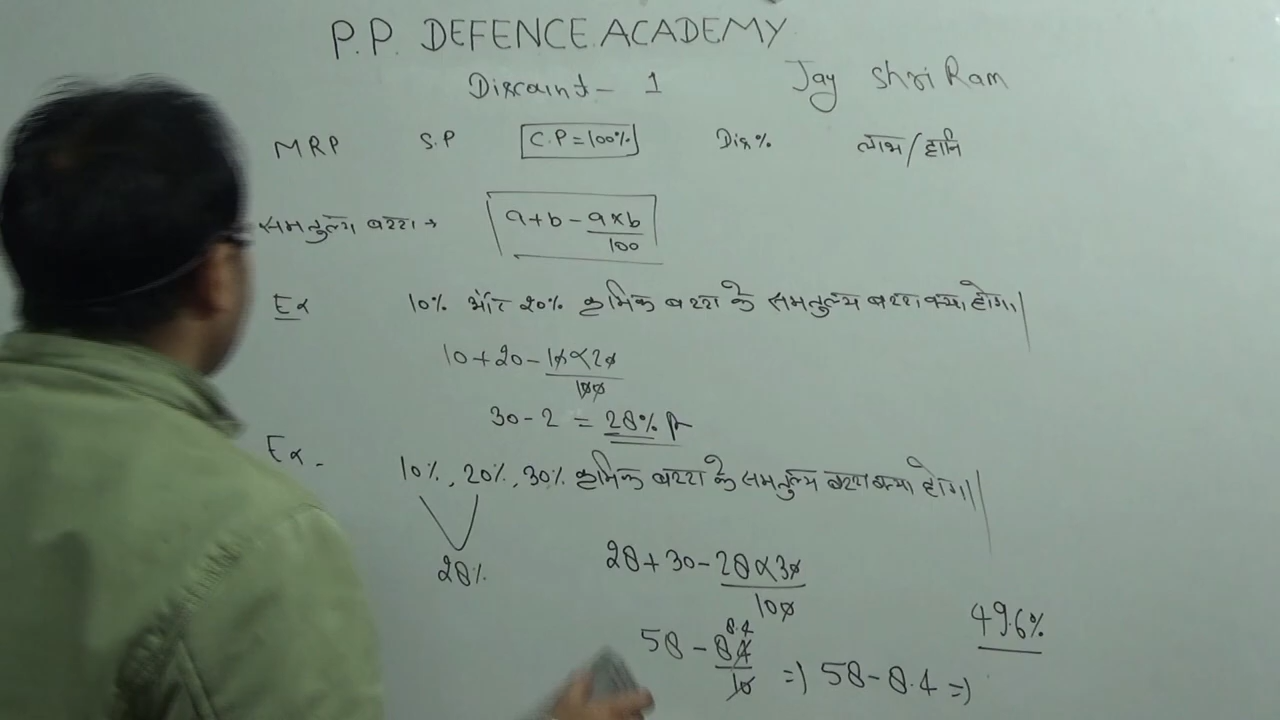 P.P. DEFENCE ACADEMY
Discaint - 1 Jay Shri Ram
MRP S.P C.P = 100% Dis% लाभ/हानि
समतुल्य बट्टा → a+b - a×b/100
Ex 10% और 20% क्रमिक बट्टा के समतुल्य बट्टा क्या होगा।
10+20 - 10×20/100
30-2 = 28%
Ex. 10%, 20%, 30% क्रमिक बट्टा के समतुल्य बट्टा क्या होगा।
28% 28+30 - 28×30/100
58 - 84/10 8.4 => 58-8.4 => 49.6%